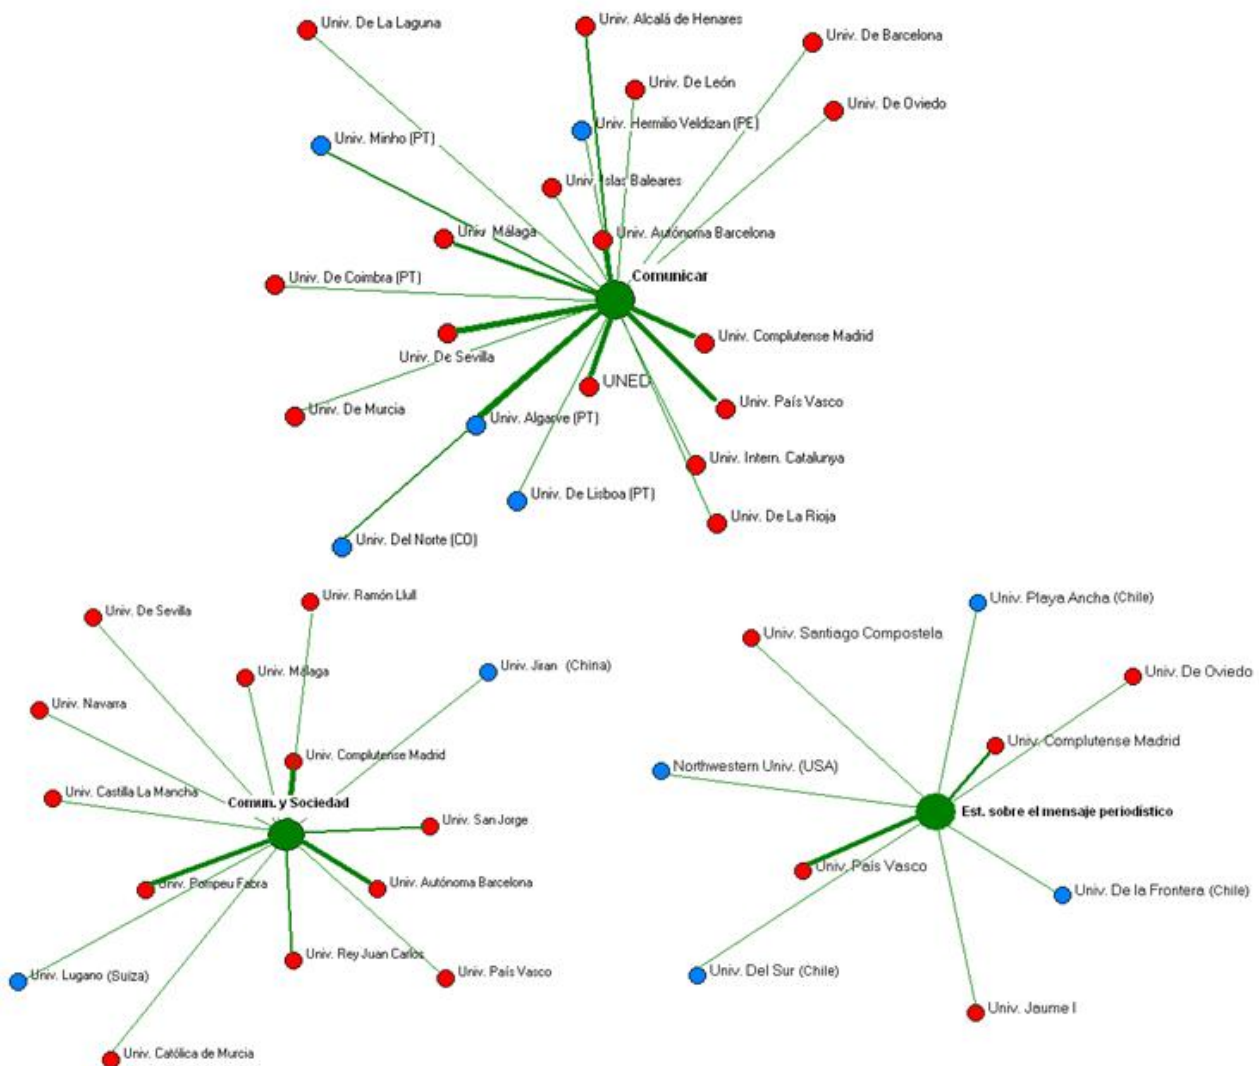 Univ. De La Laguna
Univ. Alcalá de Henares
Univ. De Barcelona
Univ. De León
Univ. De Oviedo
Univ. Hermilio Veldizan (PE)
Univ. Minho (PT)
Univ. Islas Baleares
Univ. Málaga
Univ. Autónoma Barcelona
Comunicar
Univ. De Coimbra (PT)
Univ. Complutense Madrid
Univ. De Sevilla
UNED
Univ. País Vasco
Univ. De Murcia
Univ. Algarve (PT)
Univ. Intern. Catalunya
Univ. De Lisboa (PT)
Univ. De La Rioja
Univ. Del Norte (CO)
Univ. Ramón Llull
Univ. De Sevilla
Univ. Málaga
Univ. Jiran (China)
Univ. Navarra
Univ. Complutense Madrid
Univ. Castilla La Mancha
Comun. y Sociedad
Univ. San Jorge
Univ. Pompeu Fabra
Univ. Autónoma Barcelona
Univ. Rey Juan Carlos
Univ. País Vasco
Univ. Lugano (Suiza)
Univ. Católica de Murcia
Univ. Playa Ancha (Chile)
Univ. Santiago Compostela
Univ. De Oviedo
Univ. Complutense Madrid
Northwestern Univ. (USA)
Est. sobre el mensaje periodístico
Univ. País Vasco
Univ. De la Frontera (Chile)
Univ. Del Sur (Chile)
Univ. Jaume I